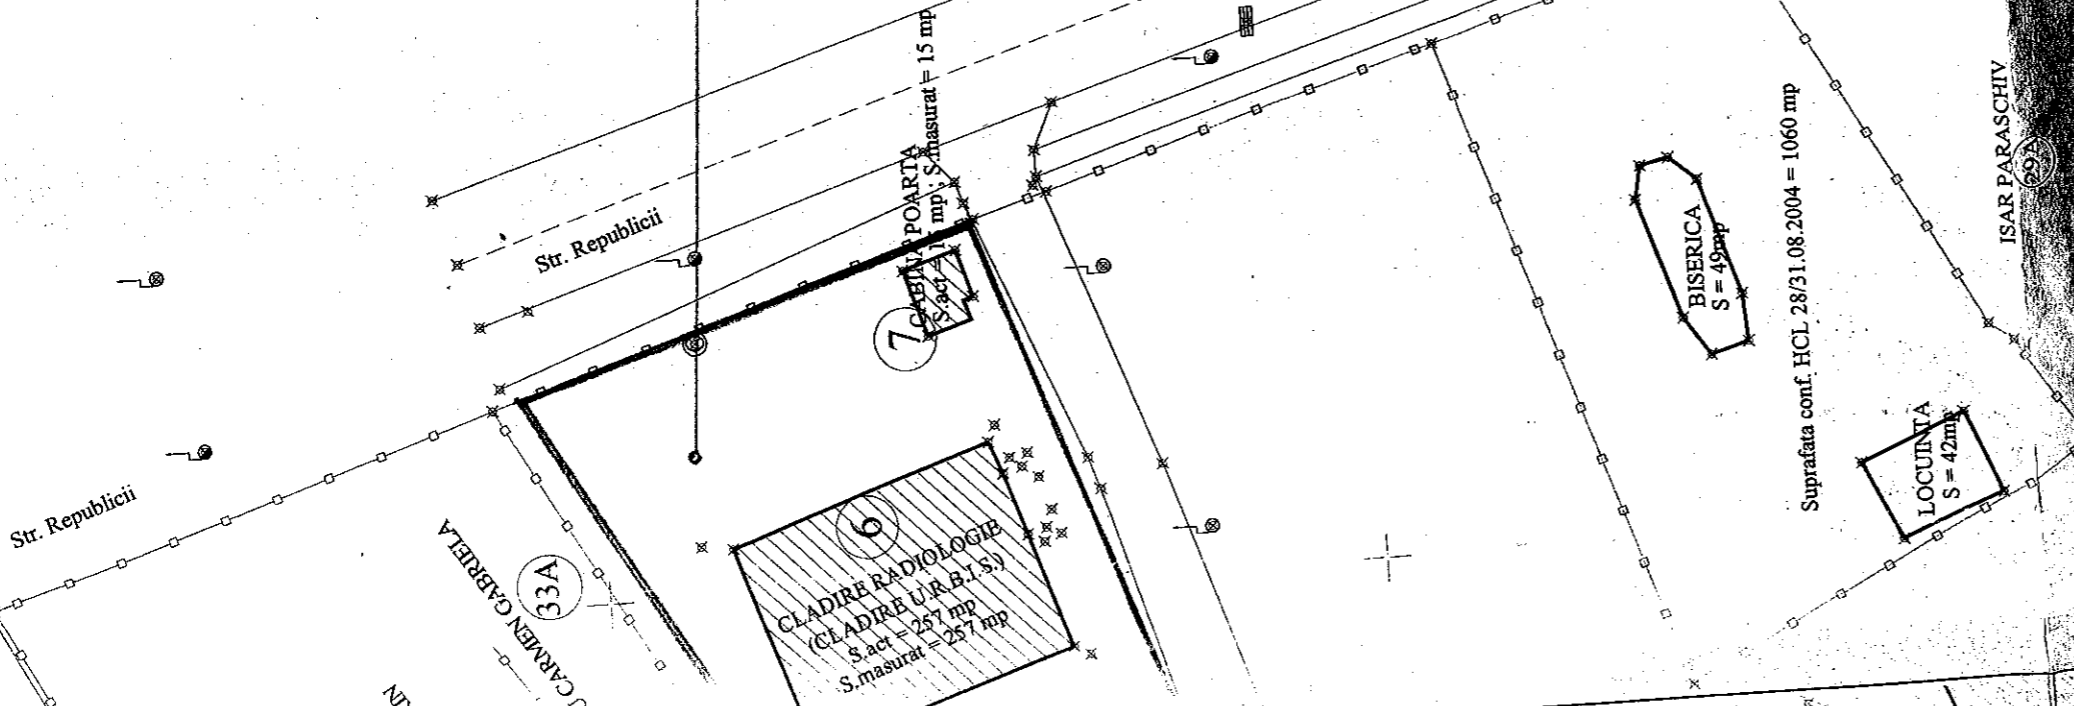 Str. Republicii
Str. Republicii
CABINA POARTA
mp; S.masurat = 15 mp
7
6
CLADIRE RADIOLOGIE
(CLADIRE U.R.B.I.S.)
S.act = 257 mp
S.masurat = 257 mp
CARMEN GABRIELA
33A
BISERICA
S = 49mp
Suprafata conf. HCL 28/31.08.2004 = 1060 mp
LOCUINTA
S = 42mp
ISAR PARASCHIV
29A